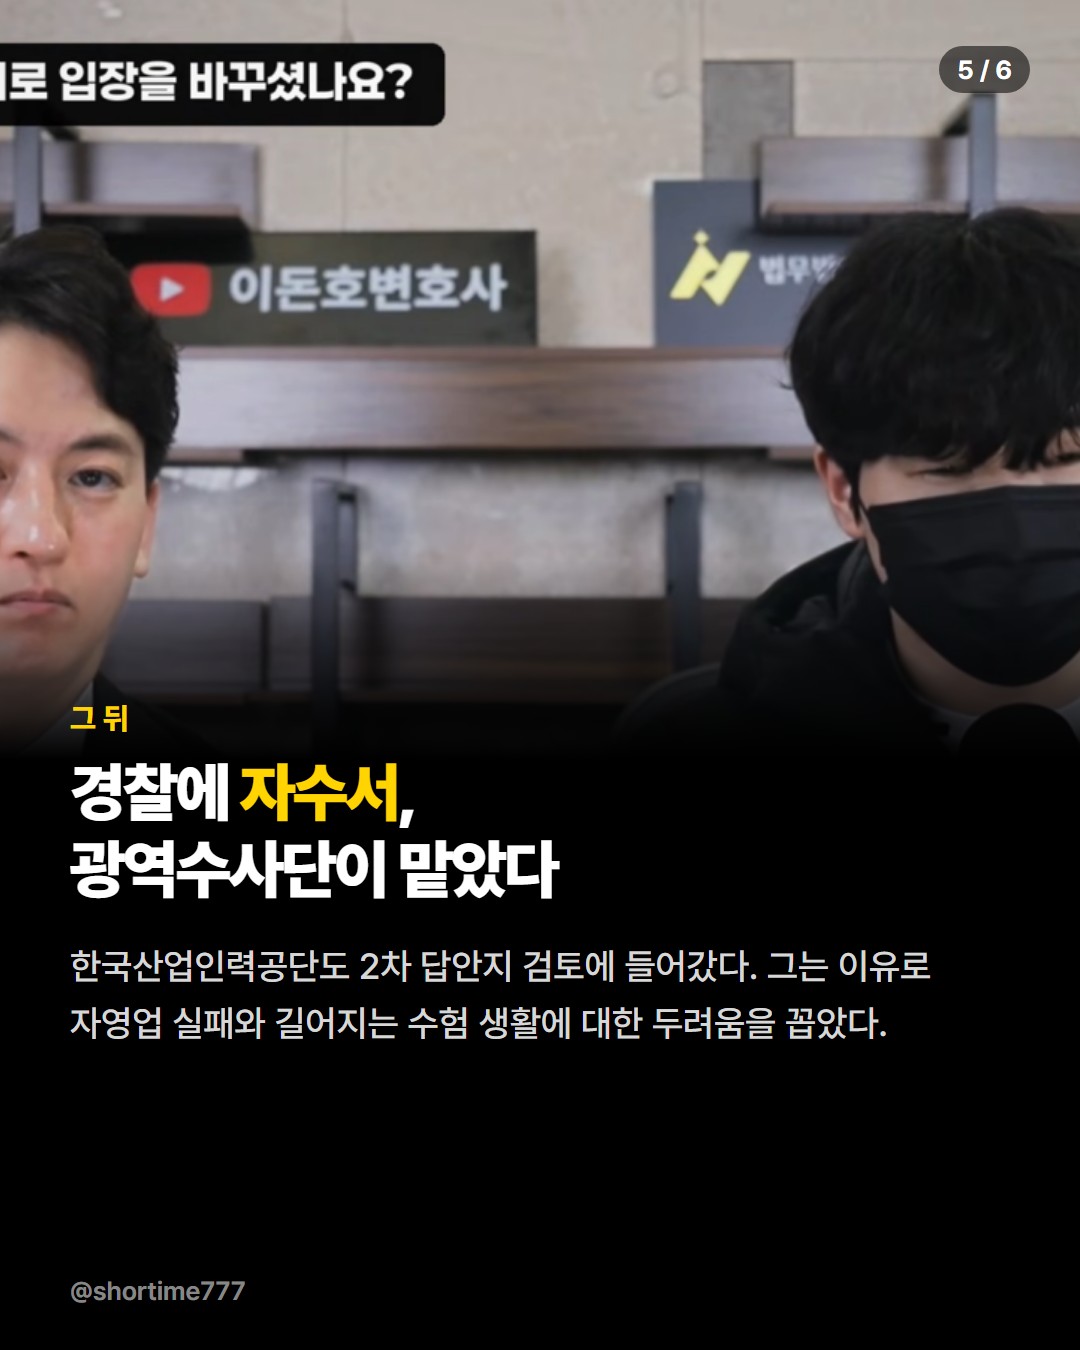 로 입장을 바꾸셨나요?
5 / 6
이돈호변호사
법무법
그 뒤
경찰에 자수서,
광역수사단이 맡았다
한국산업인력공단도 2차 답안지 검토에 들어갔다. 그는 이유로
자영업 실패와 길어지는 수험 생활에 대한 두려움을 꼽았다.
@shortime777